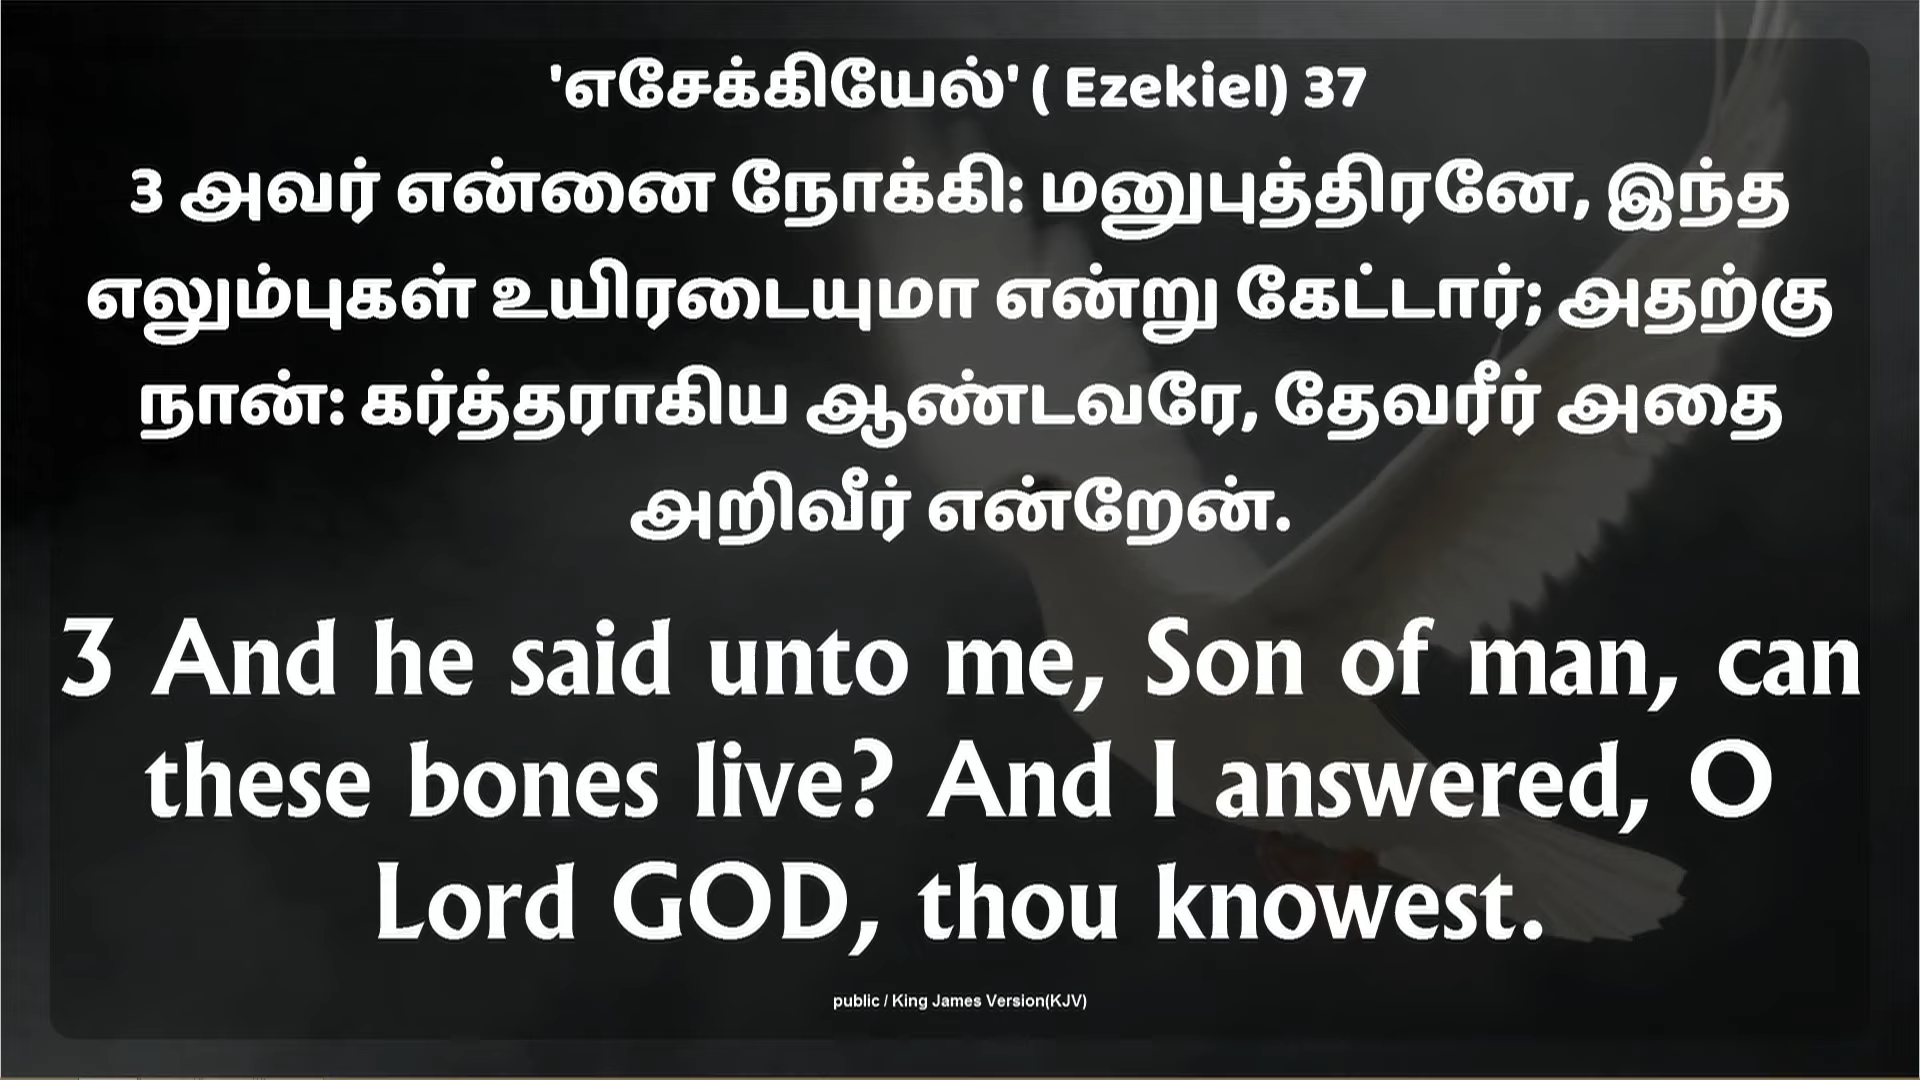 'எசேக்கியேல்' ( Ezekiel) 37
3 அவர் என்னை நோக்கி: மனுபுத்திரனே, இந்த
எலும்புகள் உயிரடையுமா என்று கேட்டார்; அதற்கு
நான்: கர்த்தராகிய ஆண்டவரே, தேவரீர் அதை
அறிவீர் என்றேன்.
3 And he said unto me, Son of man, can
these bones live? And I answered, O
Lord GOD, thou knowest.
public / King James Version(KJV)